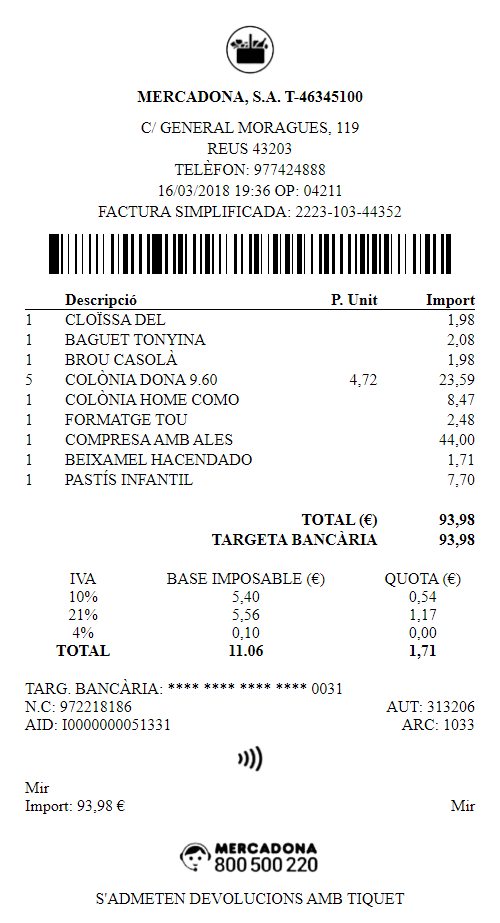 MERCADONA, S.A. T-46345100
C/ GENERAL MORAGUES, 119
REUS 43203
TELÈFON: 977424888
16/03/2018 19:36 OP: 04211
FACTURA SIMPLIFICADA: 2223-103-44352
Descripció P. Unit Import
1 CLOÏSSA DEL 1,98
1 BAGUET TONYINA 2,08
1 BROU CASOLÀ 1,98
5 COLÒNIA DONA 9.60 4,72 23,59
1 COLÒNIA HOME COMO 8,47
1 FORMATGE TOU 2,48
1 COMPRESA AMB ALES 44,00
1 BEIXAMEL HACENDADO 1,71
1 PASTÍS INFANTIL 7,70
TOTAL (€) 93,98
TARGETA BANCÀRIA 93,98
IVA BASE IMPOSABLE (€) QUOTA (€)
10% 5,40 0,54
21% 5,56 1,17
4% 0,10 0,00
TOTAL 11.06 1,71
TARG. BANCÀRIA: **** **** **** **** 0031
N.C: 972218186 AUT: 313206
AID: I0000000051331 ARC: 1033
Mir
Import: 93,98 € Mir
MERCADONA
800 500 220
S'ADMETEN DEVOLUCIONS AMB TIQUET